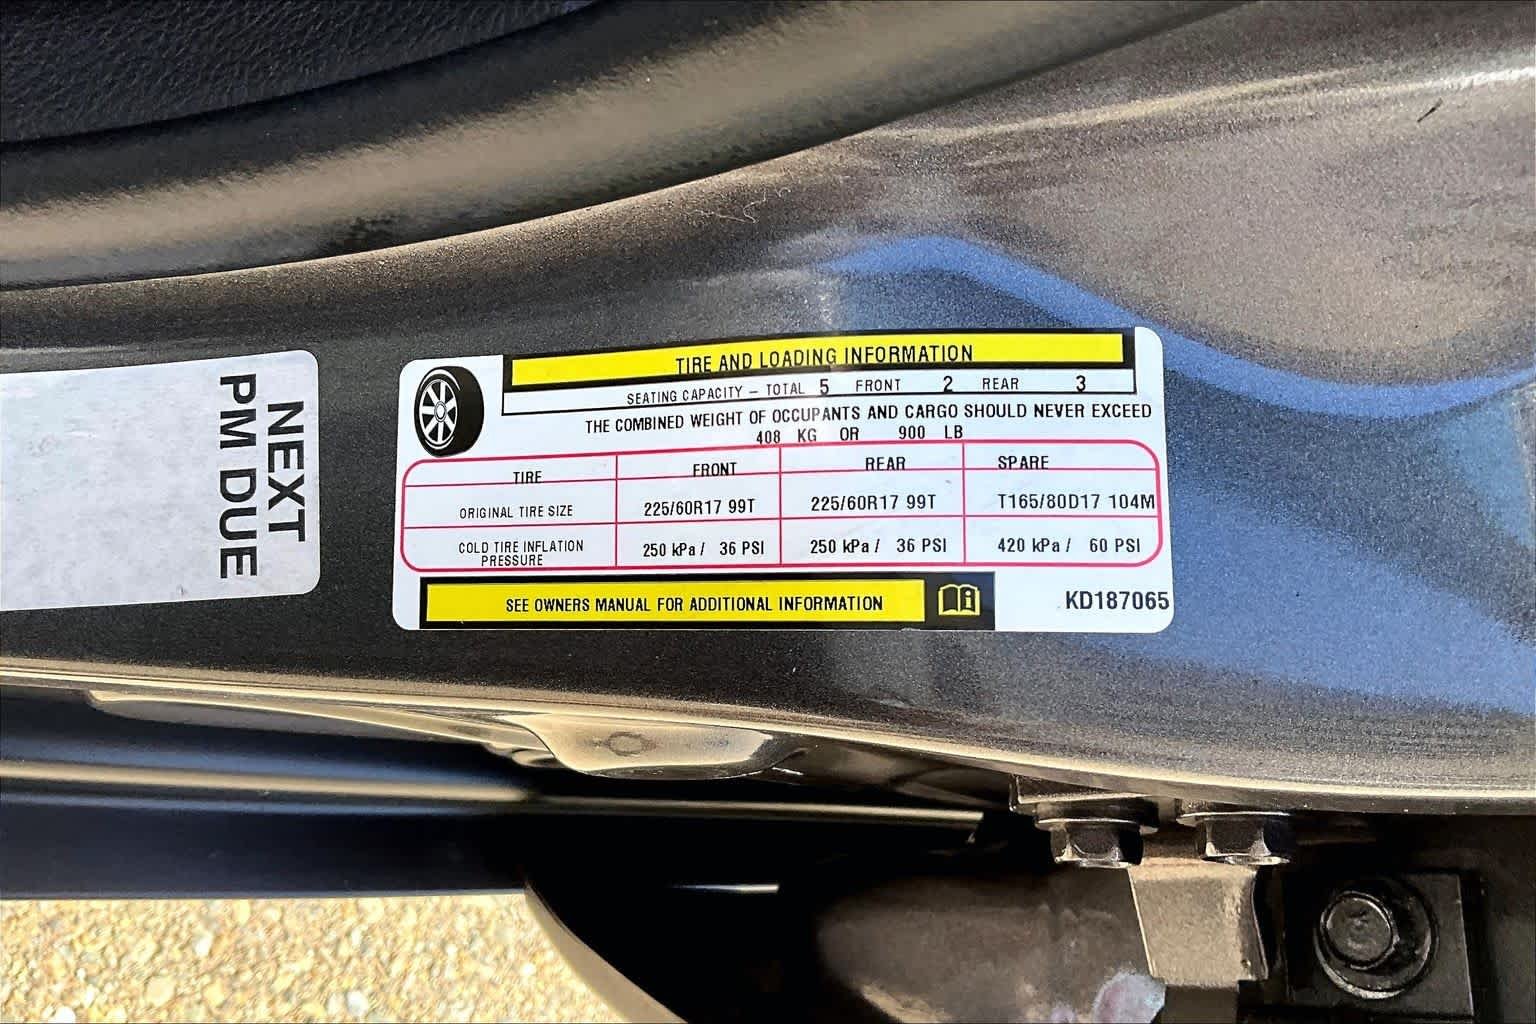 NEXT
PM DUE
TIRE AND LOADING INFORMATION
SEATING CAPACITY – TOTAL 5 FRONT 2 REAR 3
THE COMBINED WEIGHT OF OCCUPANTS AND CARGO SHOULD NEVER EXCEED
408 KG OR 900 LB
TIRE FRONT REAR SPARE
ORIGINAL TIRE SIZE 225/60R17 99T 225/60R17 99T T165/80D17 104M
COLD TIRE INFLATION PRESSURE 250 kPa / 36 PSI 250 kPa / 36 PSI 420 kPa / 60 PSI
SEE OWNERS MANUAL FOR ADDITIONAL INFORMATION
KD187065